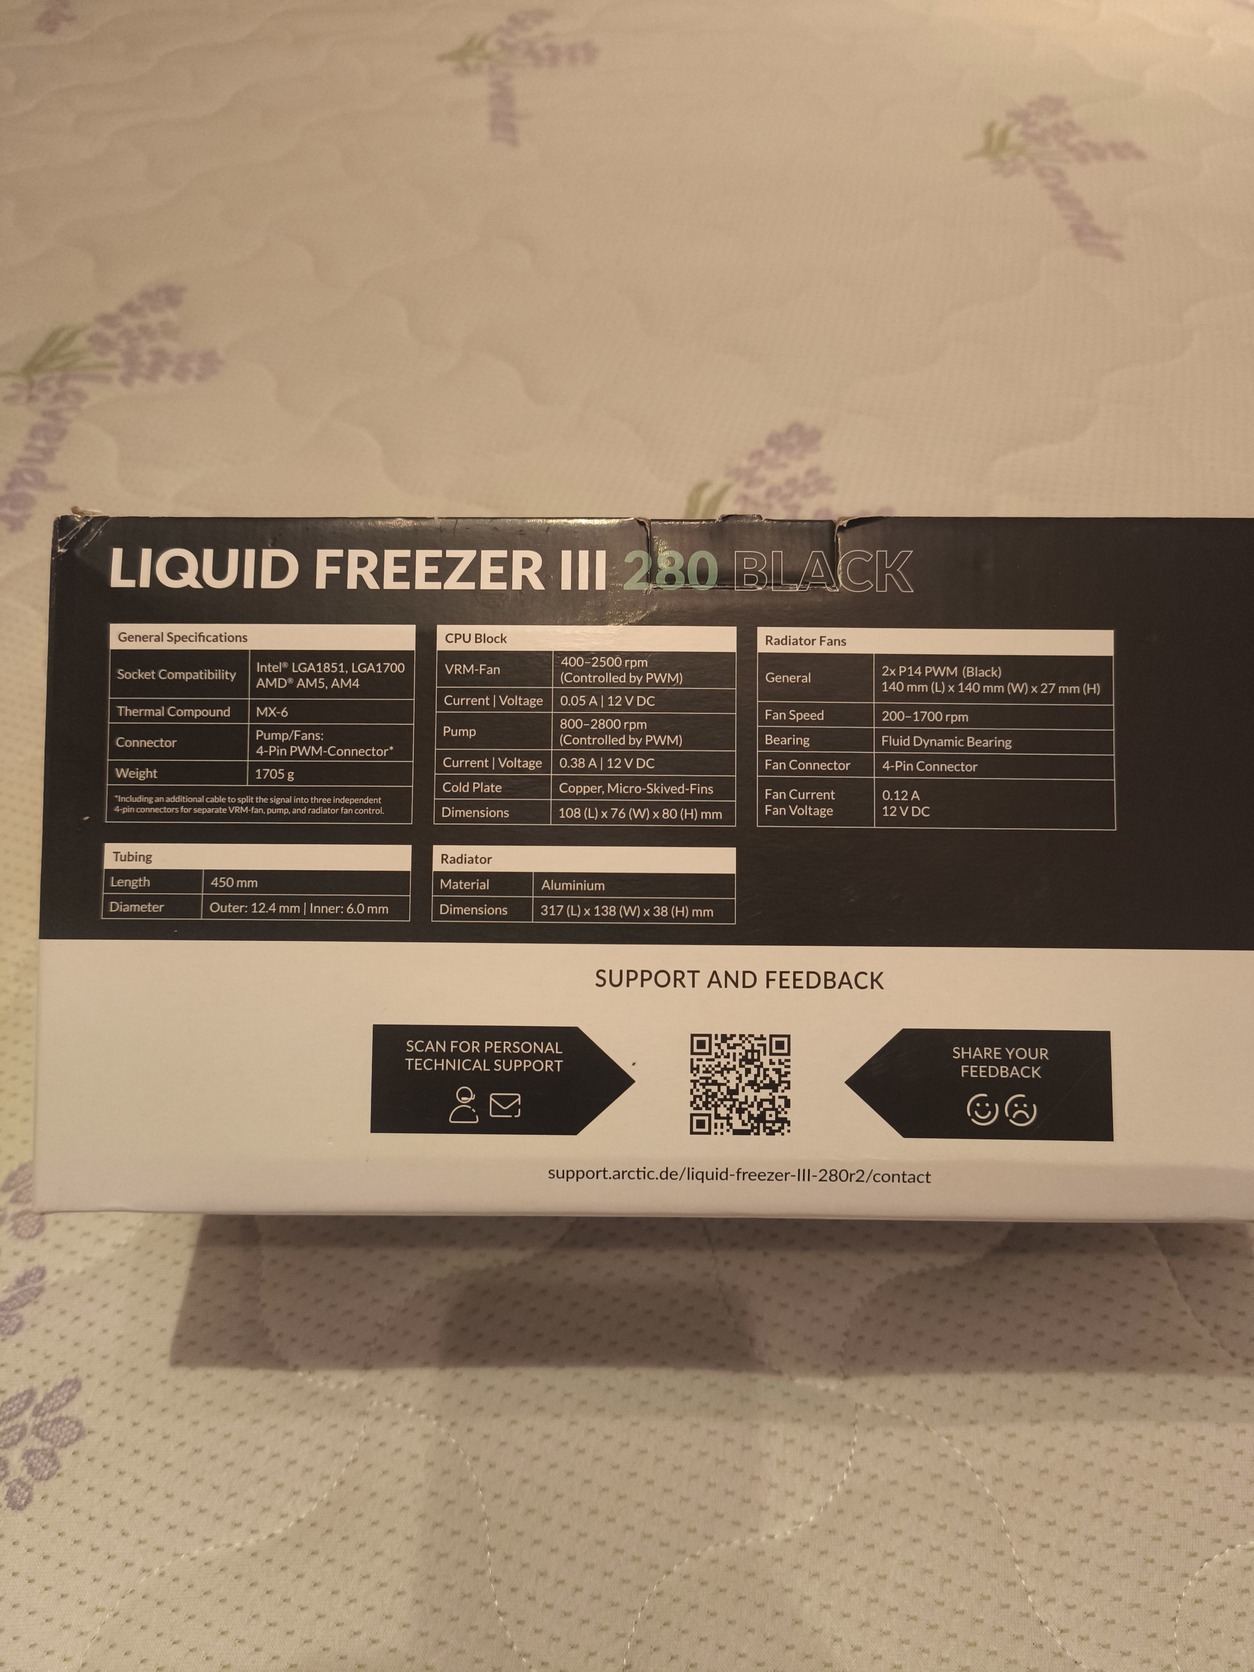 LIQUID FREEZER III 280 BLACK
General Specifications
Socket Compatibility
Intel® LGA1851, LGA1700
AMD® AM5, AM4
Thermal Compound MX-6
Connector
Pump/Fans:
4-Pin PWM-Connector*
Weight 1705 g
*Including an additional cable to split the signal into three independent
4-pin connectors for separate VRM-fan, pump, and radiator fan control.
CPU Block
VRM-Fan
400–2500 rpm
(Controlled by PWM)
Current | Voltage 0.05 A | 12 V DC
Pump
800–2800 rpm
(Controlled by PWM)
Current | Voltage 0.38 A | 12 V DC
Cold Plate Copper, Micro-Skived-Fins
Dimensions 108 (L) x 76 (W) x 80 (H) mm
Radiator Fans
General
2x P14 PWM (Black)
140 mm (L) x 140 mm (W) x 27 mm (H)
Fan Speed 200–1700 rpm
Bearing Fluid Dynamic Bearing
Fan Connector 4-Pin Connector
Fan Current 0.12 A
Fan Voltage 12 V DC
Tubing
Length 450 mm
Diameter Outer: 12.4 mm | Inner: 6.0 mm
Radiator
Material Aluminium
Dimensions 317 (L) x 138 (W) x 38 (H) mm
SUPPORT AND FEEDBACK
SCAN FOR PERSONAL
TECHNICAL SUPPORT
SHARE YOUR
FEEDBACK
support.arctic.de/liquid-freezer-III-280r2/contact